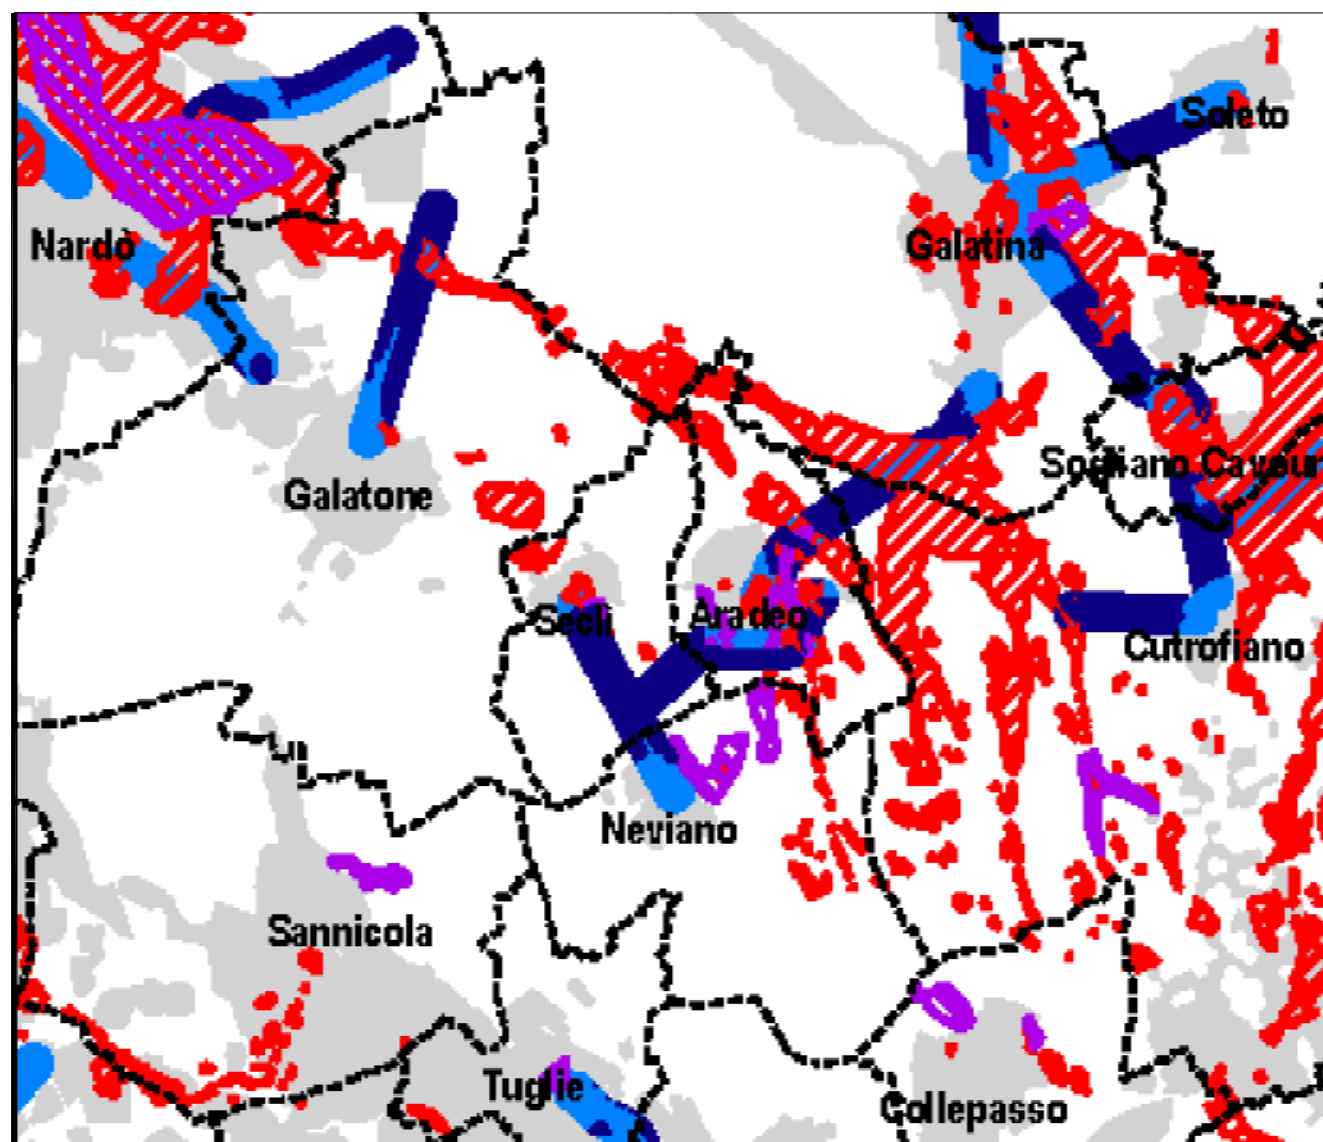 Soleto
Nardò
Galatina
Sogliano Cavour
Galatone
Seclì
Aradeo
Cutrofiano
Neviano
Sannicola
Tuglie
Collepasso